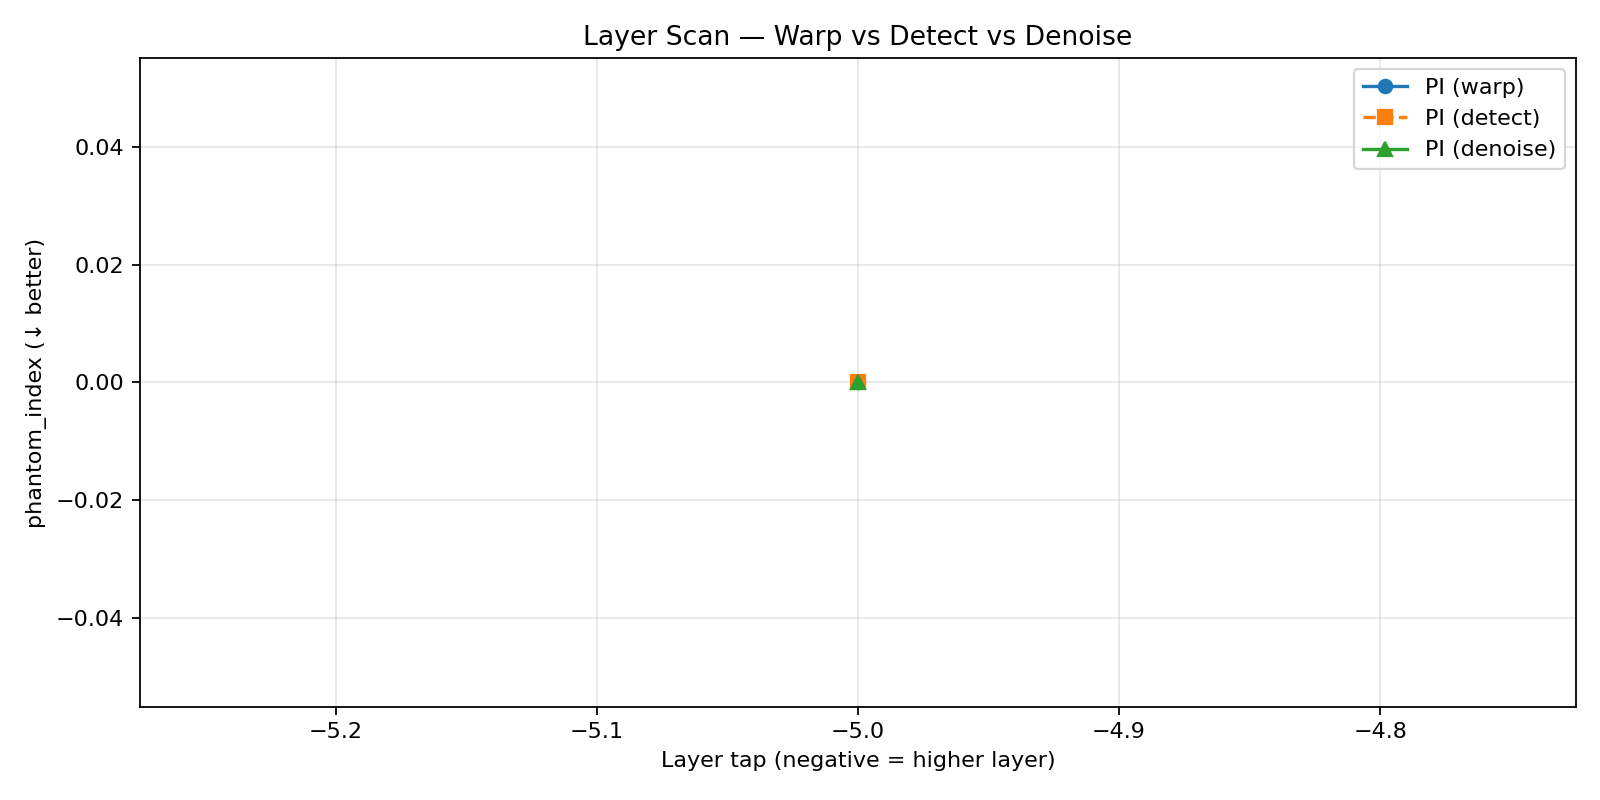 Layer Scan — Warp vs Detect vs Denoise
PI (warp)
PI (detect)
PI (denoise)
phantom_index (↓ better)
0.04
0.02
0.00
−0.02
−0.04
−5.2
−5.1
−5.0
−4.9
−4.8
Layer tap (negative = higher layer)